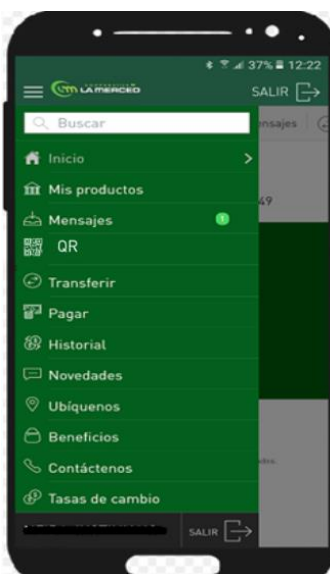 37% 12:22
LA MERCED
SALIR
Buscar
ensajes
Inicio
49
Mis productos
Mensajes
1
QR
Transferir
Pagar
Historial
Novedades
Ubíquenos
Beneficios
Contáctenos
Tasas de cambio
SALIR